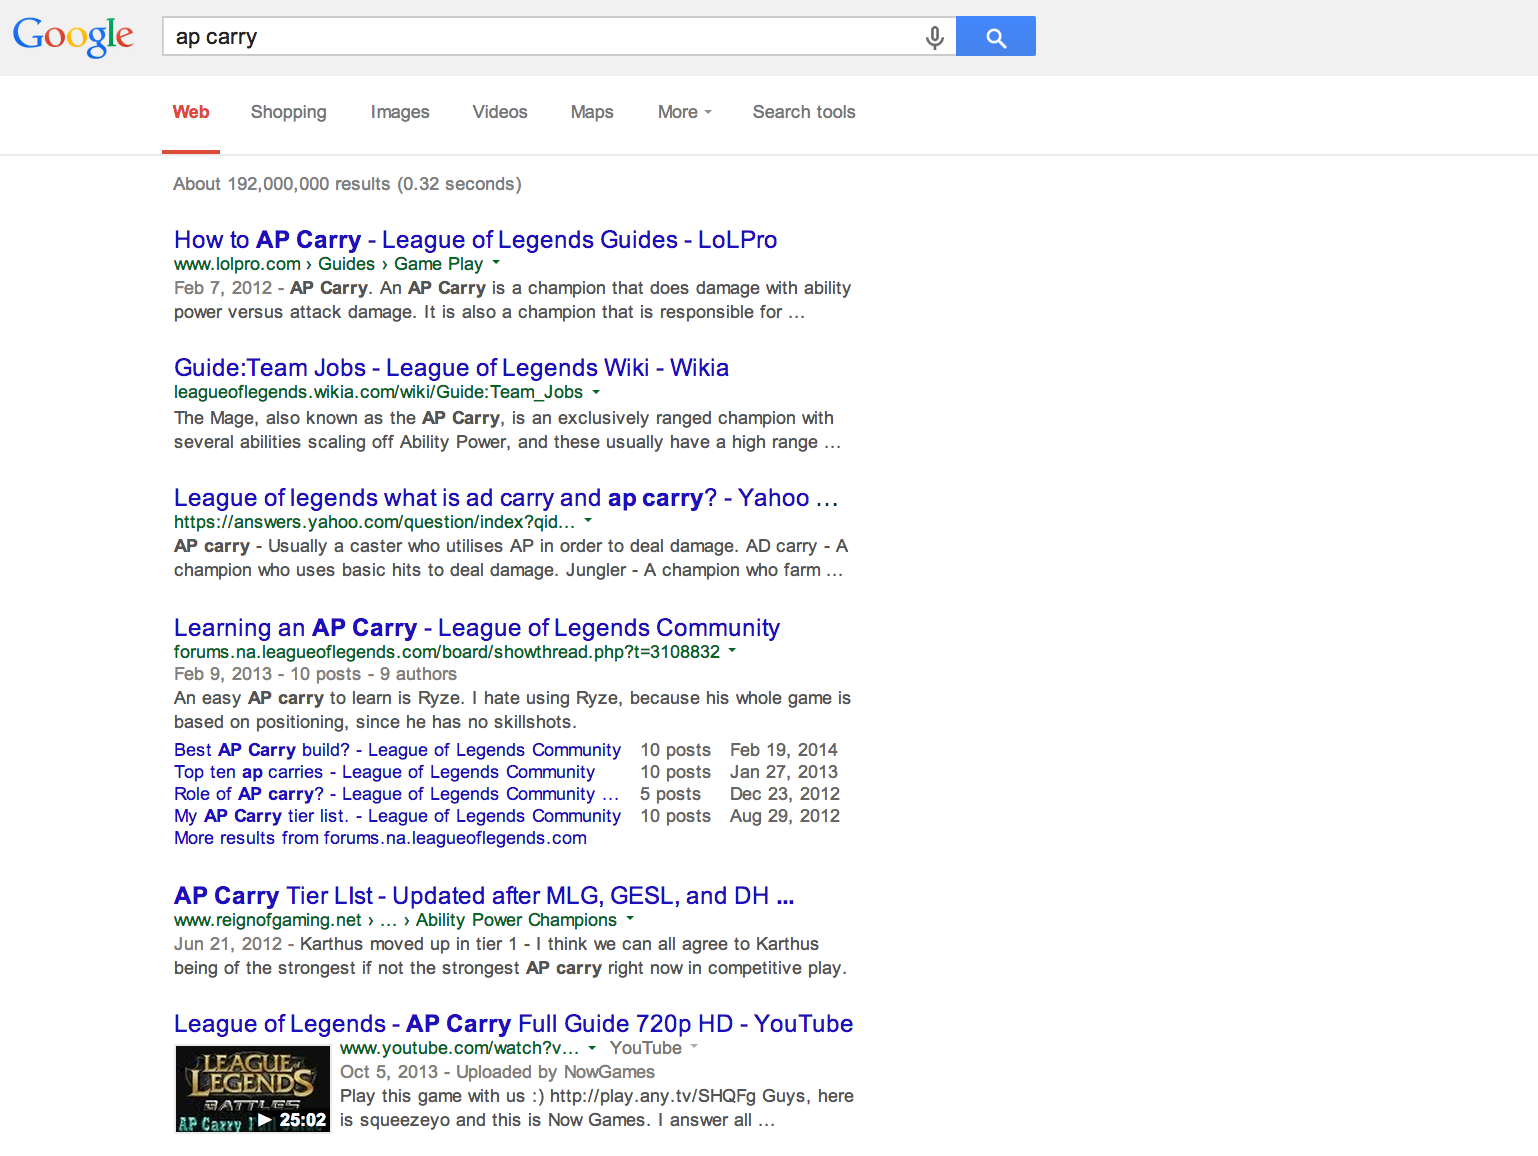 Google
ap carry
Web Shopping Images Videos Maps More Search tools
About 192,000,000 results (0.32 seconds)
How to AP Carry - League of Legends Guides - LoLPro
www.lolpro.com › Guides › Game Play
Feb 7, 2012 - AP Carry. An AP Carry is a champion that does damage with ability
power versus attack damage. It is also a champion that is responsible for ...
Guide:Team Jobs - League of Legends Wiki - Wikia
leagueoflegends.wikia.com/wiki/Guide:Team_Jobs
The Mage, also known as the AP Carry, is an exclusively ranged champion with
several abilities scaling off Ability Power, and these usually have a high range ...
League of legends what is ad carry and ap carry? - Yahoo ...
https://answers.yahoo.com/question/index?qid...
AP carry - Usually a caster who utilises AP in order to deal damage. AD carry - A
champion who uses basic hits to deal damage. Jungler - A champion who farm ...
Learning an AP Carry - League of Legends Community
forums.na.leagueoflegends.com/board/showthread.php?t=3108832
Feb 9, 2013 - 10 posts - 9 authors
An easy AP carry to learn is Ryze. I hate using Ryze, because his whole game is
based on positioning, since he has no skillshots.
Best AP Carry build? - League of Legends Community 10 posts Feb 19, 2014
Top ten ap carries - League of Legends Community 10 posts Jan 27, 2013
Role of AP carry? - League of Legends Community ... 5 posts Dec 23, 2012
My AP Carry tier list. - League of Legends Community 10 posts Aug 29, 2012
More results from forums.na.leagueoflegends.com
AP Carry Tier LIst - Updated after MLG, GESL, and DH ...
www.reignofgaming.net › ... › Ability Power Champions
Jun 21, 2012 - Karthus moved up in tier 1 - I think we can all agree to Karthus
being of the strongest if not the strongest AP carry right now in competitive play.
League of Legends - AP Carry Full Guide 720p HD - YouTube
www.youtube.com/watch?v... YouTube
Oct 5, 2013 - Uploaded by NowGames
Play this game with us :) http://play.any.tv/SHQFg Guys, here
is squeezeyo and this is Now Games. I answer all ...
LEAGUE of
LEGENDS
BATTLES
AP Carry Full Guide
25:02